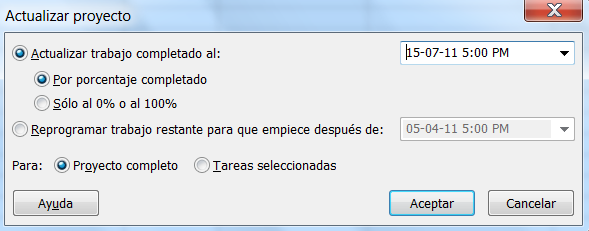 Actualizar proyecto
Actualizar trabajo completado al: 15-07-11 5:00 PM
Por porcentaje completado
Sólo al 0% o al 100%
Reprogramar trabajo restante para que empiece después de: 05-04-11 5:00 PM
Para: Proyecto completo Tareas seleccionadas
Ayuda Aceptar Cancelar